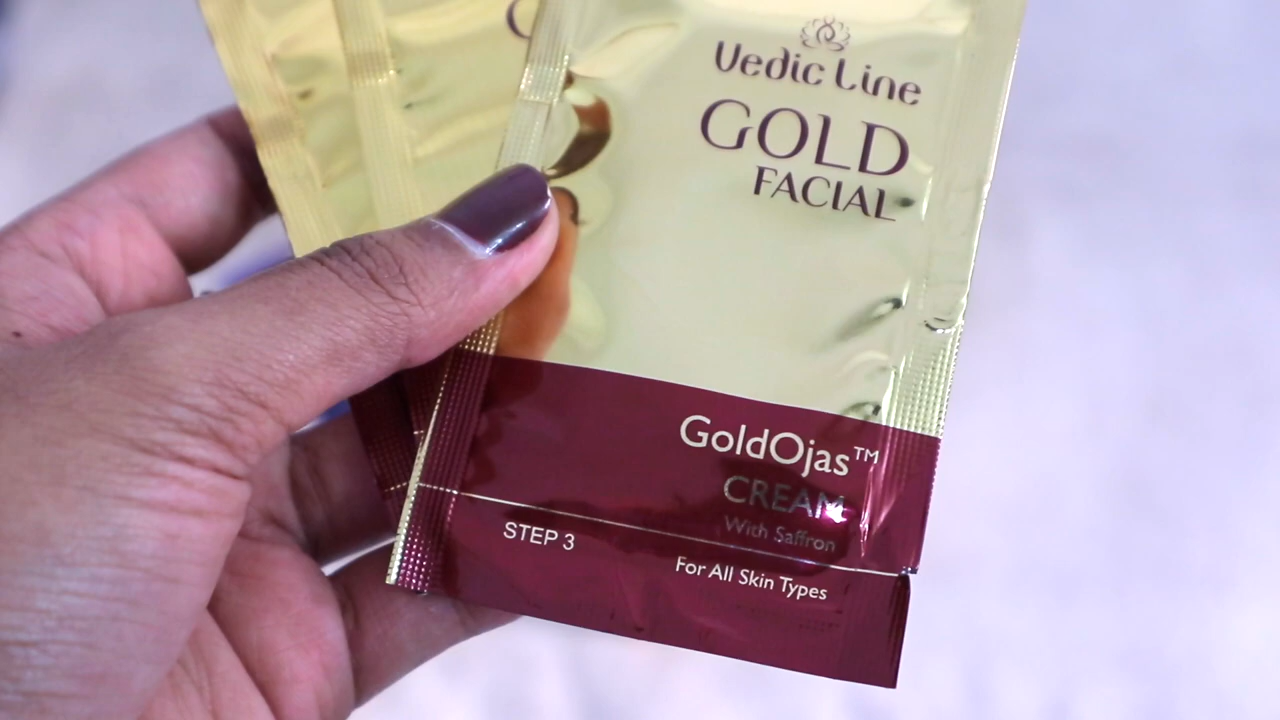 Vedic Line
GOLD
FACIAL
GoldOjas™
CREAM
With Saffron
STEP 3
For All Skin Types